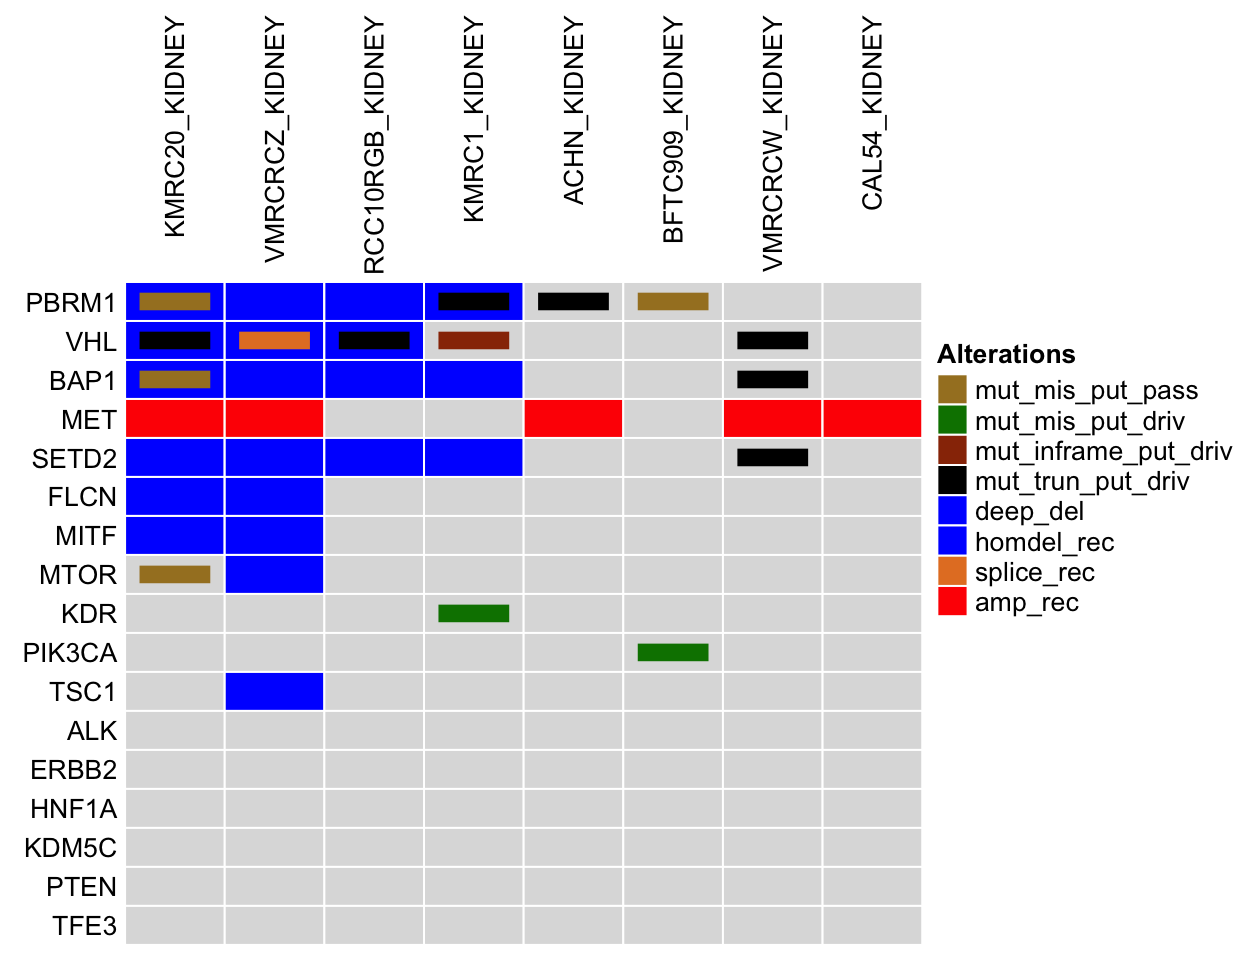 KMRC20_KIDNEY
VMRCRCZ_KIDNEY
RCC10RGB_KIDNEY
KMRC1_KIDNEY
ACHN_KIDNEY
BFTC909_KIDNEY
VMRCRCW_KIDNEY
CAL54_KIDNEY
PBRM1
VHL
BAP1
MET
SETD2
FLCN
MITF
MTOR
KDR
PIK3CA
TSC1
ALK
ERBB2
HNF1A
KDM5C
PTEN
TFE3
Alterations
mut_mis_put_pass
mut_mis_put_driv
mut_inframe_put_driv
mut_trun_put_driv
deep_del
homdel_rec
splice_rec
amp_rec